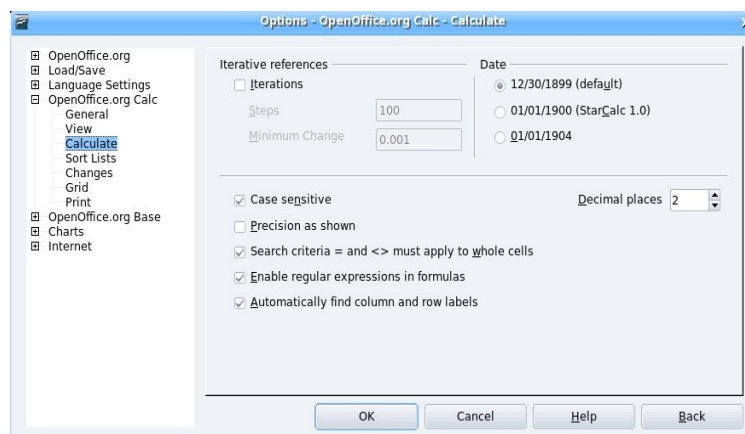 Options - OpenOffice.org Calc - Calculate
OpenOffice.org
Load/Save
Language Settings
OpenOffice.org Calc
General
View
Calculate
Sort Lists
Changes
Grid
Print
OpenOffice.org Base
Charts
Internet
Iterative references
Iterations
Steps 100
Minimum Change 0.001
Date
12/30/1899 (default)
01/01/1900 (StarCalc 1.0)
01/01/1904
Case sensitive
Decimal places 2
Precision as shown
Search criteria = and <> must apply to whole cells
Enable regular expressions in formulas
Automatically find column and row labels
OK Cancel Help Back